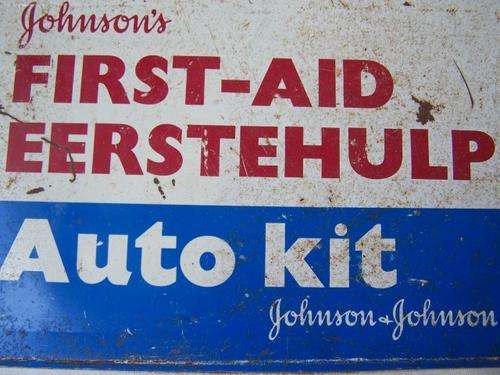 Johnson's
FIRST-AID
EERSTEHULP
Auto kit
Johnson & Johnson